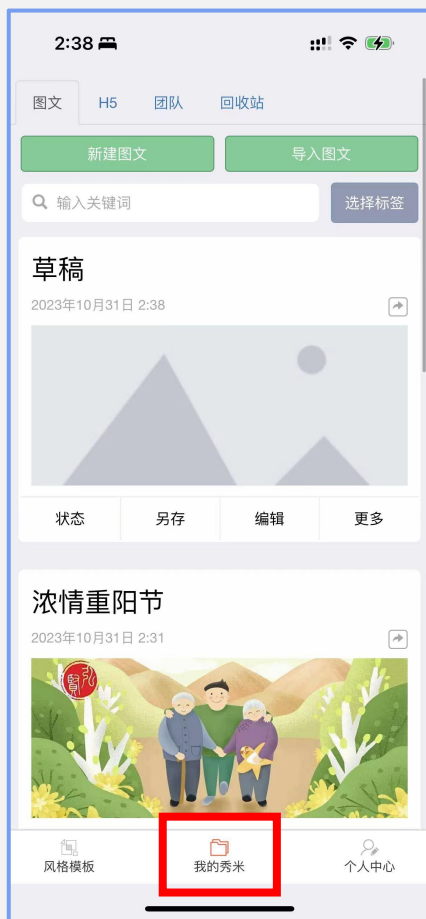 2:38
图文 H5 团队 回收站
新建图文 导入图文
输入关键词 选择标签
草稿
2023年10月31日 2:38
状态 另存 编辑 更多
浓情重阳节
2023年10月31日 2:31
弘賢
风格模板 我的秀米 个人中心